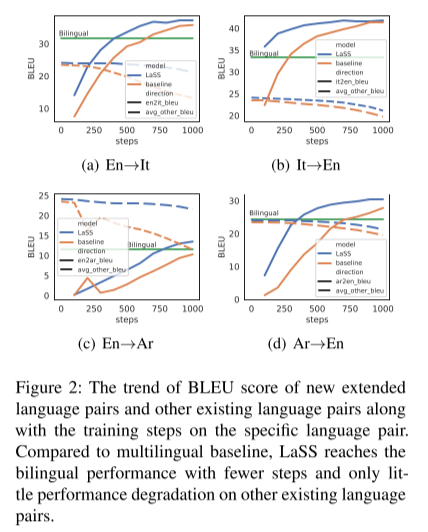 Bilingual
30
20
10
BLEU
model
LaSS
baseline
direction
en2it_bleu
avg_other_bleu
0 250 500 750 1000
steps
(a) En→It
40
35
30
25
20
BLEU
Bilingual
model
LaSS
baseline
direction
it2en_bleu
avg_other_bleu
0 250 500 750 1000
steps
(b) It→En
25
20
15
10
5
0
BLEU
model
LaSS
baseline
direction
en2ar_bleu
avg_other_bleu
Bilingual
0 250 500 750 1000
steps
(c) En→Ar
30
20
10
0
BLEU
Bilingual
model
LaSS
baseline
direction
ar2en_bleu
avg_other_bleu
0 250 500 750 1000
steps
(d) Ar→En
Figure 2: The trend of BLEU score of new extended
language pairs and other existing language pairs along
with the training steps on the specific language pair.
Compared to multilingual baseline, LaSS reaches the
bilingual performance with fewer steps and only lit-
tle performance degradation on other existing language
pairs.